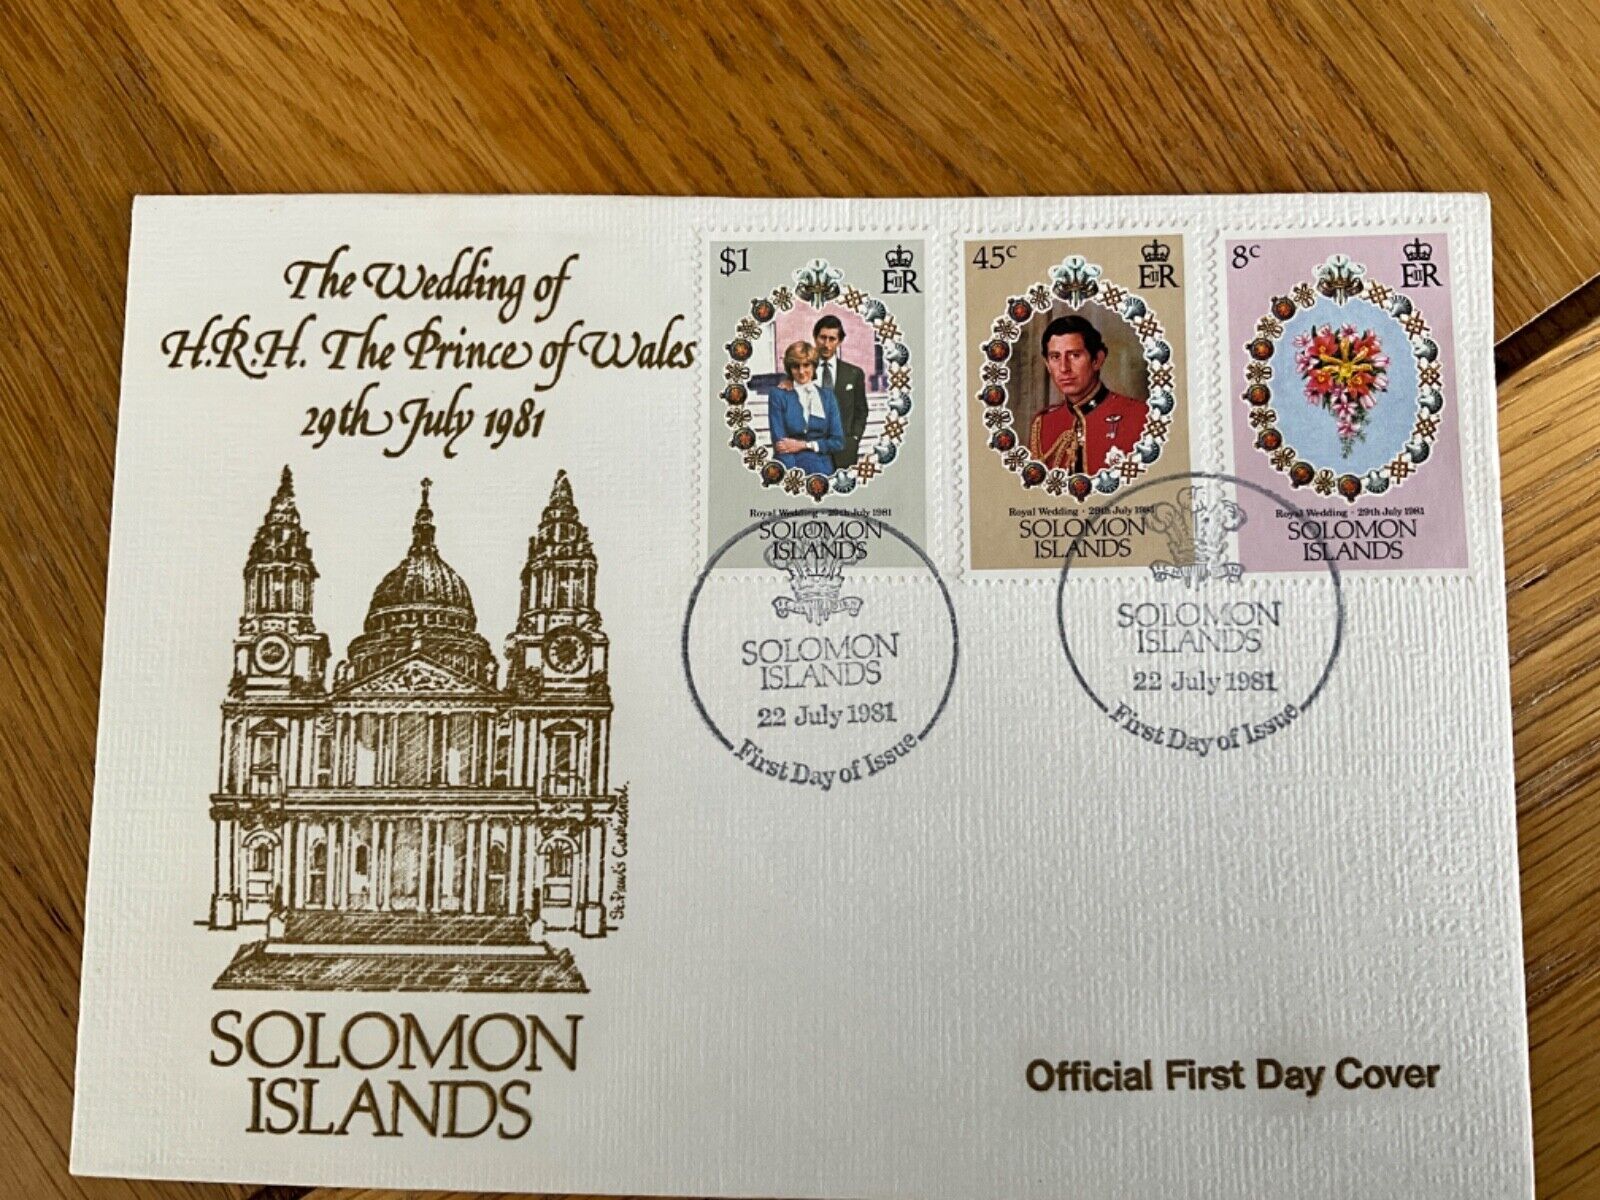 The Wedding of
H.R.H. The Prince of Wales
29th July 1981
St. Paul's Cathedral.
SOLOMON
ISLANDS
$1
EIIR
Royal Wedding · 29th July 1981
SOLOMON
ISLANDS
45c
EIIR
Royal Wedding · 29th July 1981
SOLOMON
ISLANDS
8c
EIIR
Royal Wedding · 29th July 1981
SOLOMON
ISLANDS
SOLOMON
ISLANDS
22 July 1981
First Day of Issue
SOLOMON
ISLANDS
22 July 1981
First Day of Issue
Official First Day Cover